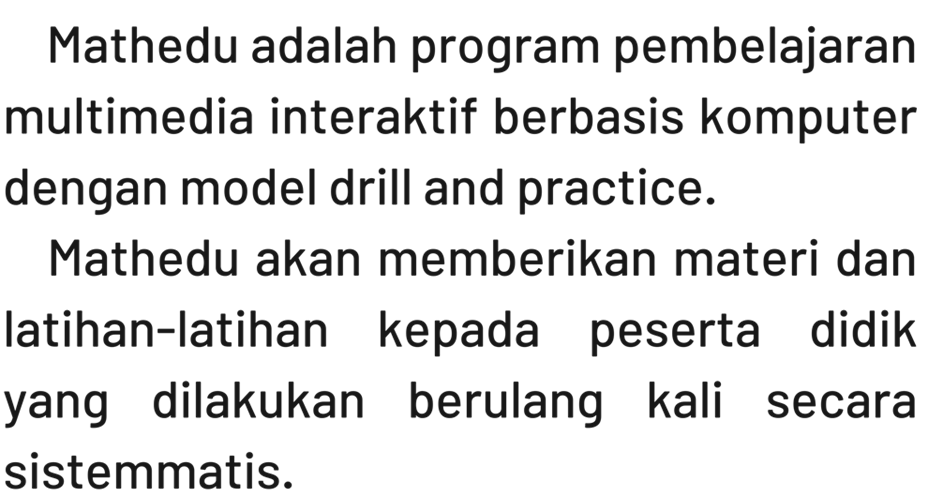 Mathedu adalah program pembelajaran
multimedia interaktif berbasis komputer
dengan model drill and practice.
Mathedu akan memberikan materi dan
latihan-latihan kepada peserta didik
yang dilakukan berulang kali secara
sistemmatis.